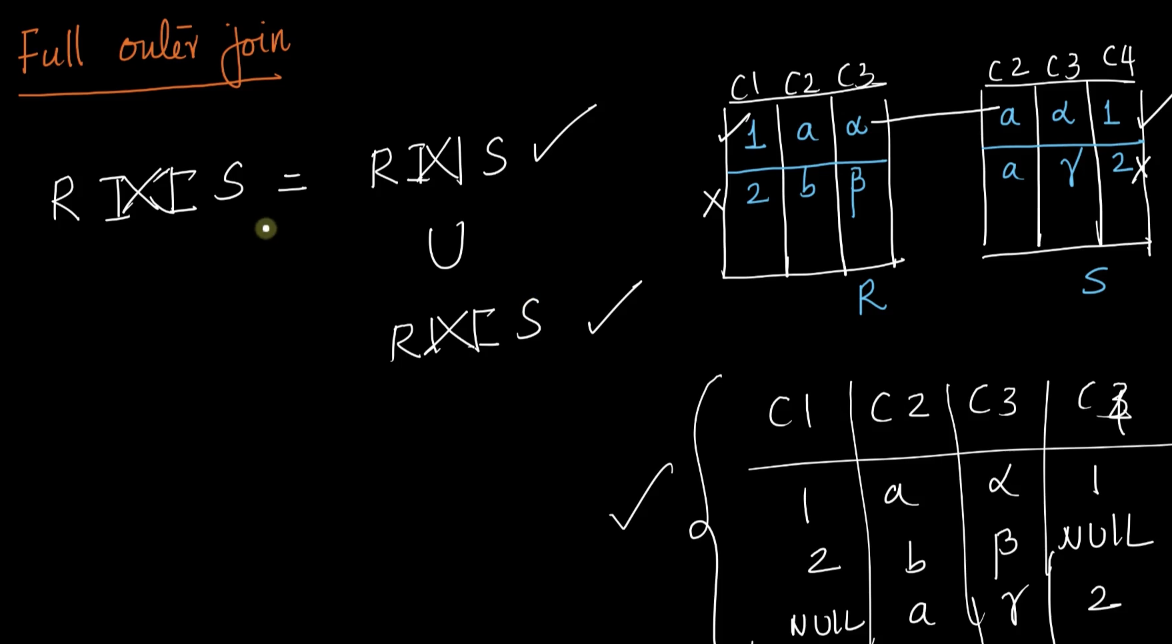 Full outer join
R ⟗ S = R ⟕ S
∪
R ⟖ S
C1 C2 C3
1 a α
2 b β
R
C2 C3 C4
a α 1
a γ 2
S
C1 C2 C3 C4
1 a α 1
2 b β NULL
NULL a γ 2